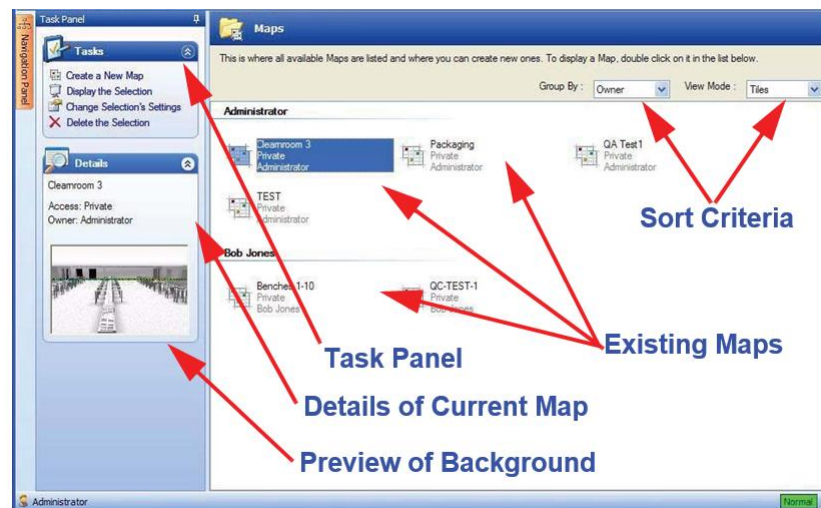 Task Panel
Navigation Panel
Tasks
Create a New Map
Display the Selection
Change Selection's Settings
Delete the Selection
Details
Cleamroom 3
Access: Private
Owner: Administrator
Maps
This is where all available Maps are listed and where you can create new ones. To display a Map, double click on it in the list below.
Group By : Owner View Mode : Tiles
Administrator
Cleamroom 3
Private
Administrator
Packaging
Private
Administrator
QA Test1
Private
Administrator
TEST
Private
Administrator
Bob Jones
Benches 1-10
Private
Bob Jones
QC-TEST-1
Private
Bob Jones
Sort Criteria
Existing Maps
Task Panel
Details of Current Map
Preview of Background
Administrator
Normal